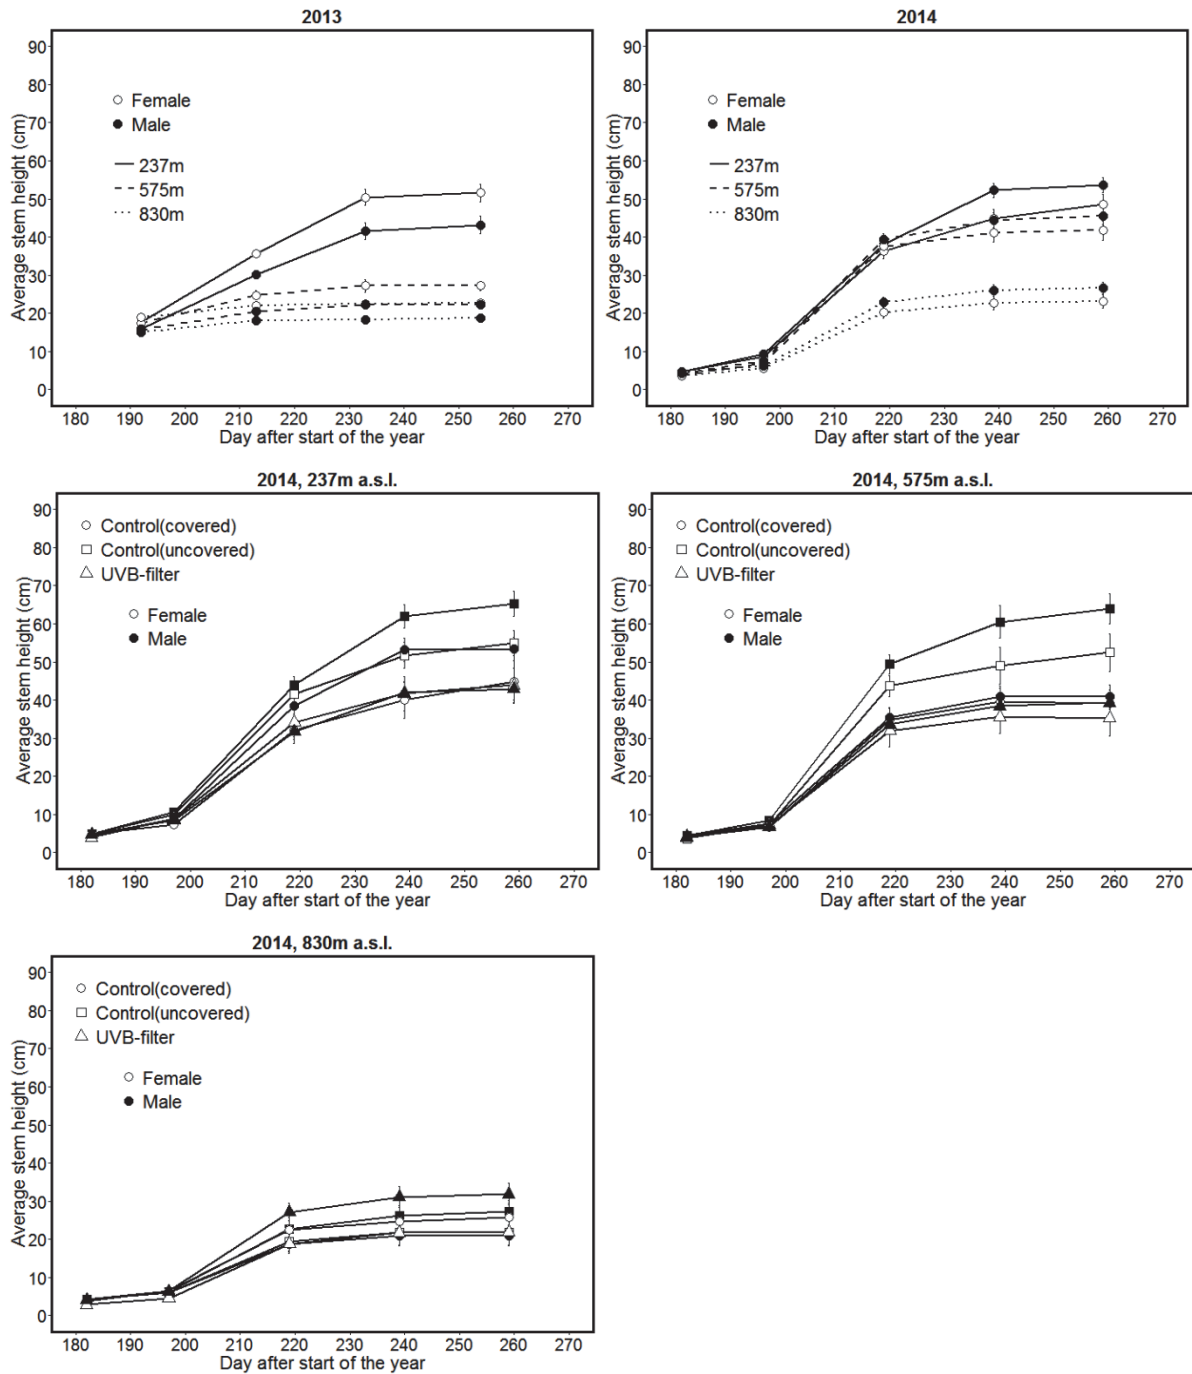 2013
Average stem height (cm)
90
80
70
60
50
40
30
20
10
0
Female
Male
237m
575m
830m
180 190 200 210 220 230 240 250 260 270
Day after start of the year
2014
Average stem height (cm)
90
80
70
60
50
40
30
20
10
0
Female
Male
237m
575m
830m
180 190 200 210 220 230 240 250 260 270
Day after start of the year
2014, 237m a.s.l.
Average stem height (cm)
90
80
70
60
50
40
30
20
10
0
Control(covered)
Control(uncovered)
UVB-filter
Female
Male
180 190 200 210 220 230 240 250 260 270
Day after start of the year
2014, 575m a.s.l.
Average stem height (cm)
90
80
70
60
50
40
30
20
10
0
Control(covered)
Control(uncovered)
UVB-filter
Female
Male
180 190 200 210 220 230 240 250 260 270
Day after start of the year
2014, 830m a.s.l.
Average stem height (cm)
90
80
70
60
50
40
30
20
10
0
Control(covered)
Control(uncovered)
UVB-filter
Female
Male
180 190 200 210 220 230 240 250 260 270
Day after start of the year